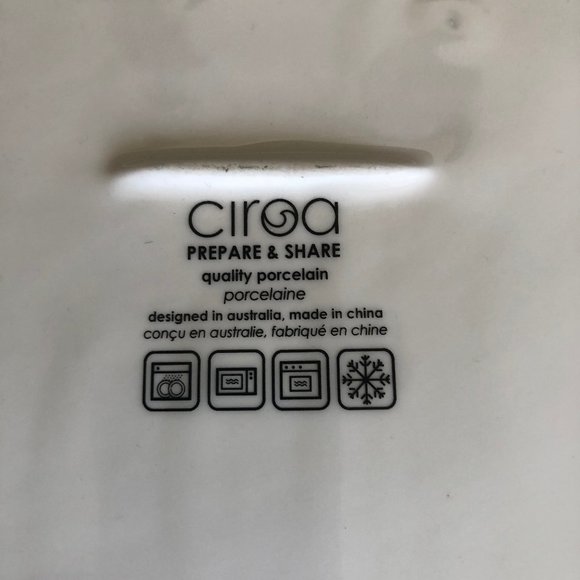 ciroa
PREPARE & SHARE
quality porcelain
porcelaine
designed in australia, made in china
conçu en australie, fabriqué en chine